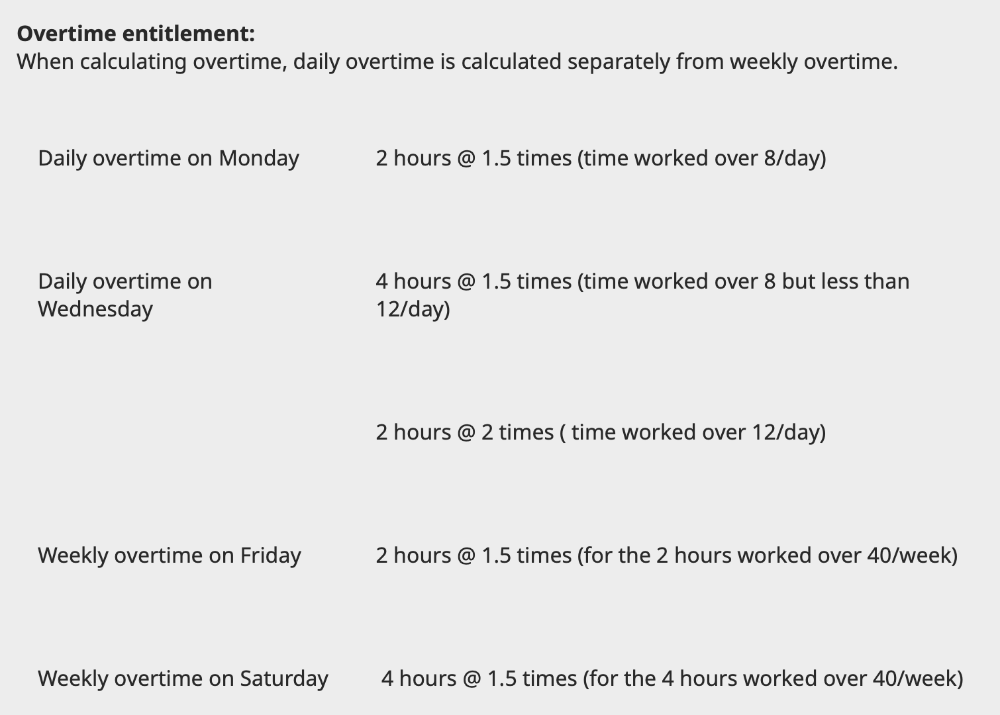 Overtime entitlement:
When calculating overtime, daily overtime is calculated separately from weekly overtime.
Daily overtime on Monday
2 hours @ 1.5 times (time worked over 8/day)
Daily overtime on
Wednesday
4 hours @ 1.5 times (time worked over 8 but less than
12/day)
2 hours @ 2 times ( time worked over 12/day)
Weekly overtime on Friday
2 hours @ 1.5 times (for the 2 hours worked over 40/week)
Weekly overtime on Saturday
4 hours @ 1.5 times (for the 4 hours worked over 40/week)